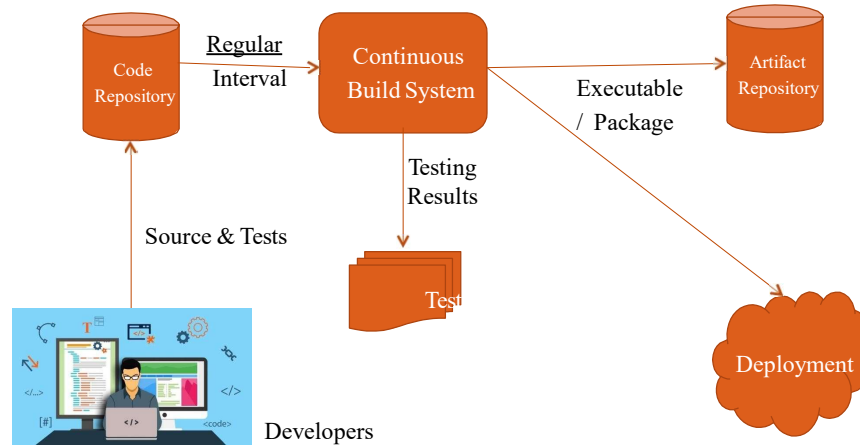 Code
Repository
Regular
Interval
Continuous
Build System
Executable
/ Package
Artifact
Repository
Testing
Results
Source & Tests
Test
Deployment
T
</>
</...>
</>
[#]
</>
<code>
Developers